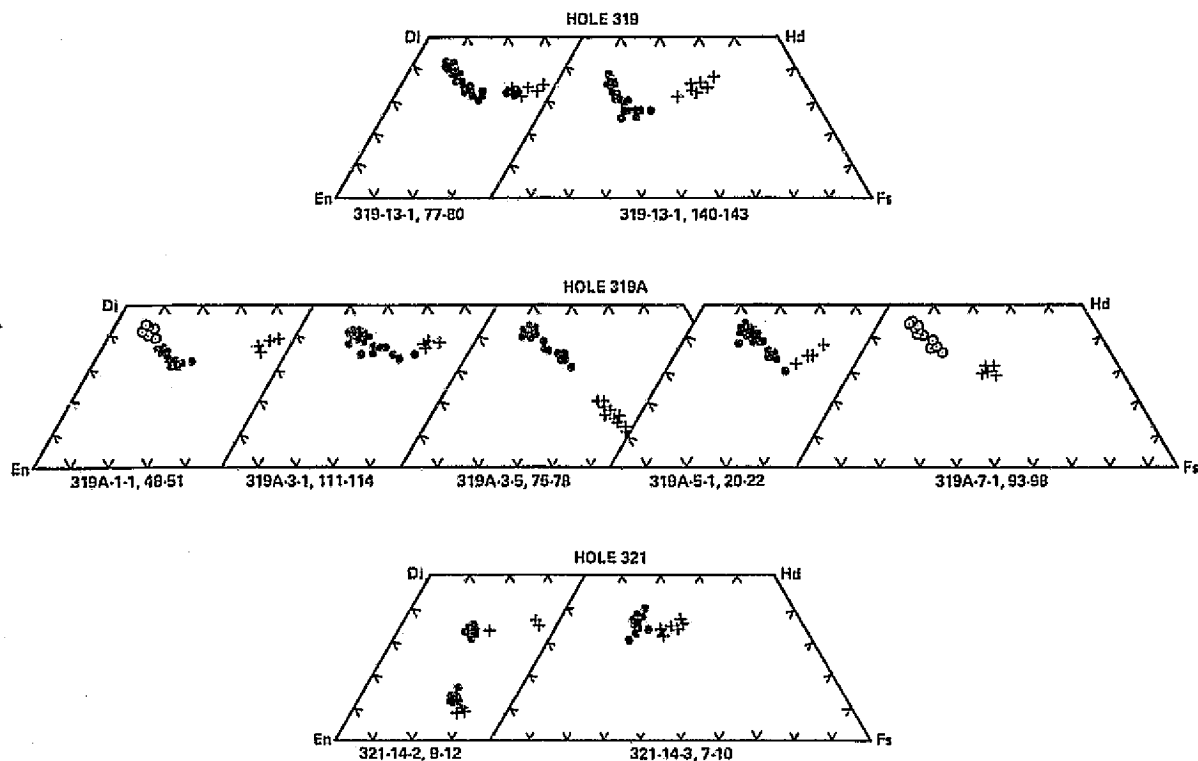 HOLE 319
Di Hd
En Fs
319-13-1, 77-80 319-13-1, 140-143
HOLE 319A
Di Hd
En Fs
319A-1-1, 48-51 319A-3-1, 111-114 319A-3-5, 75-78 319A-5-1, 20-22 319A-7-1, 93-98
HOLE 321
Di Hd
En Fs
321-14-2, 9-12 321-14-3, 7-10